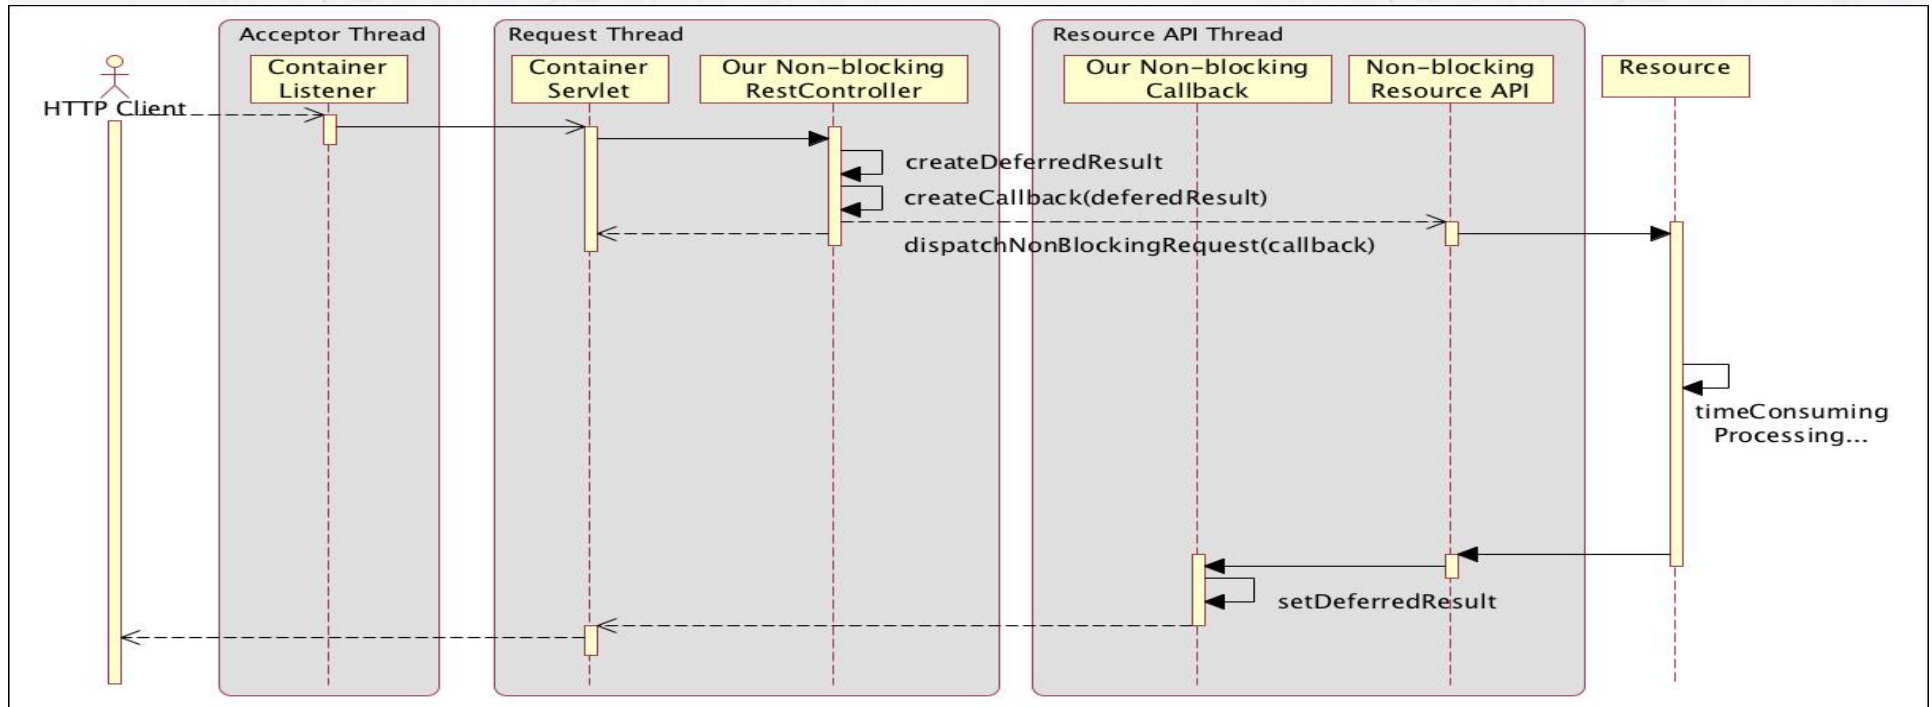 Acceptor Thread
Request Thread
Resource API Thread
Container
Listener
Container
Servlet
Our Non-blocking
RestController
Our Non-blocking
Callback
Non-blocking
Resource API
Resource
HTTP Client
createDeferredResult
createCallback(deferedResult)
dispatchNonBlockingRequest(callback)
timeConsuming
Processing...
setDeferredResult